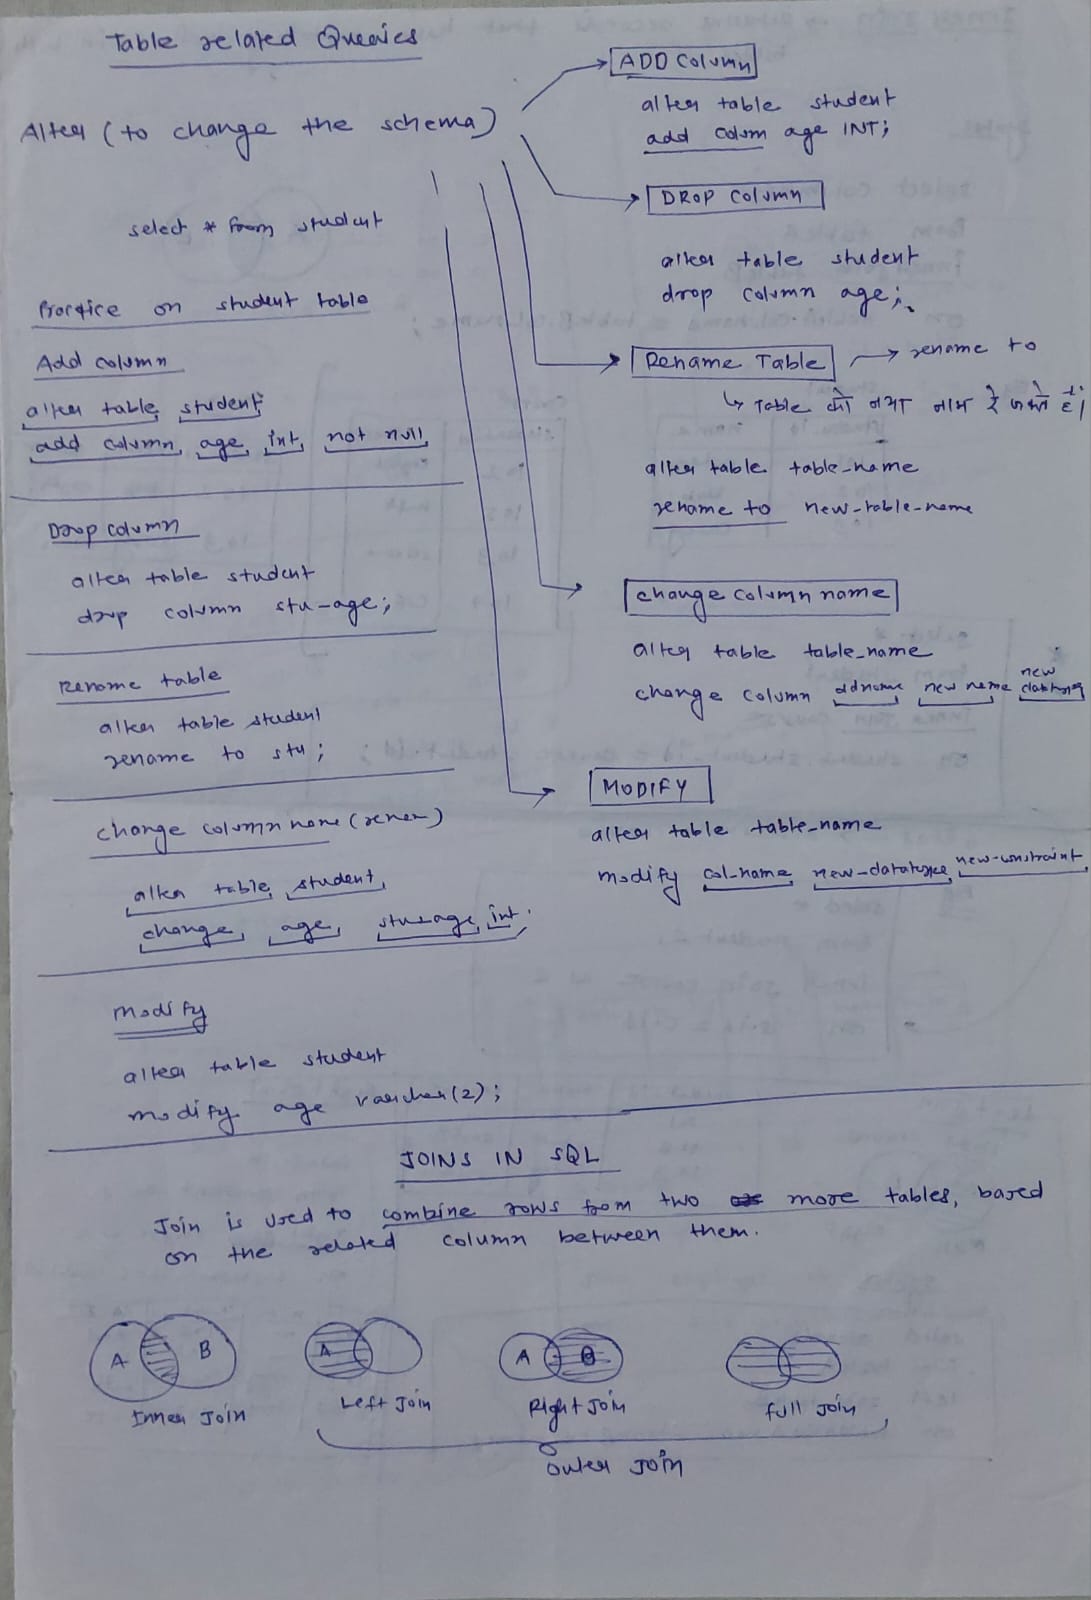 Table related Queries
Alter (to change the schema)
select * from student
Practice on student table
Add column
alter table student
add column age int not null
Drop column
alter table student
drop column stu-age;
Rename table
alter table student
rename to stu;
change column name (renam)
alter table student
change age stu-age int.
Modify
alter table student
modify age varchar(2);
ADD Column
alter table student
add colum age INT;
DROP Column
alter table student
drop column age;
Rename Table → rename to
↳ Table को नया नाम
alter table table-name
rename to new-table-name
change column name
alter table table_name
change column oldname new name new datatype
MODIFY
alter table table_name
modify col-name new-datatype new-constraint
JOINS IN SQL
Join is used to combine rows from two more tables, based
on the related column between them.
A B
A
A B
Inner Join
Left Join
Right Join
full Join
Outer Join